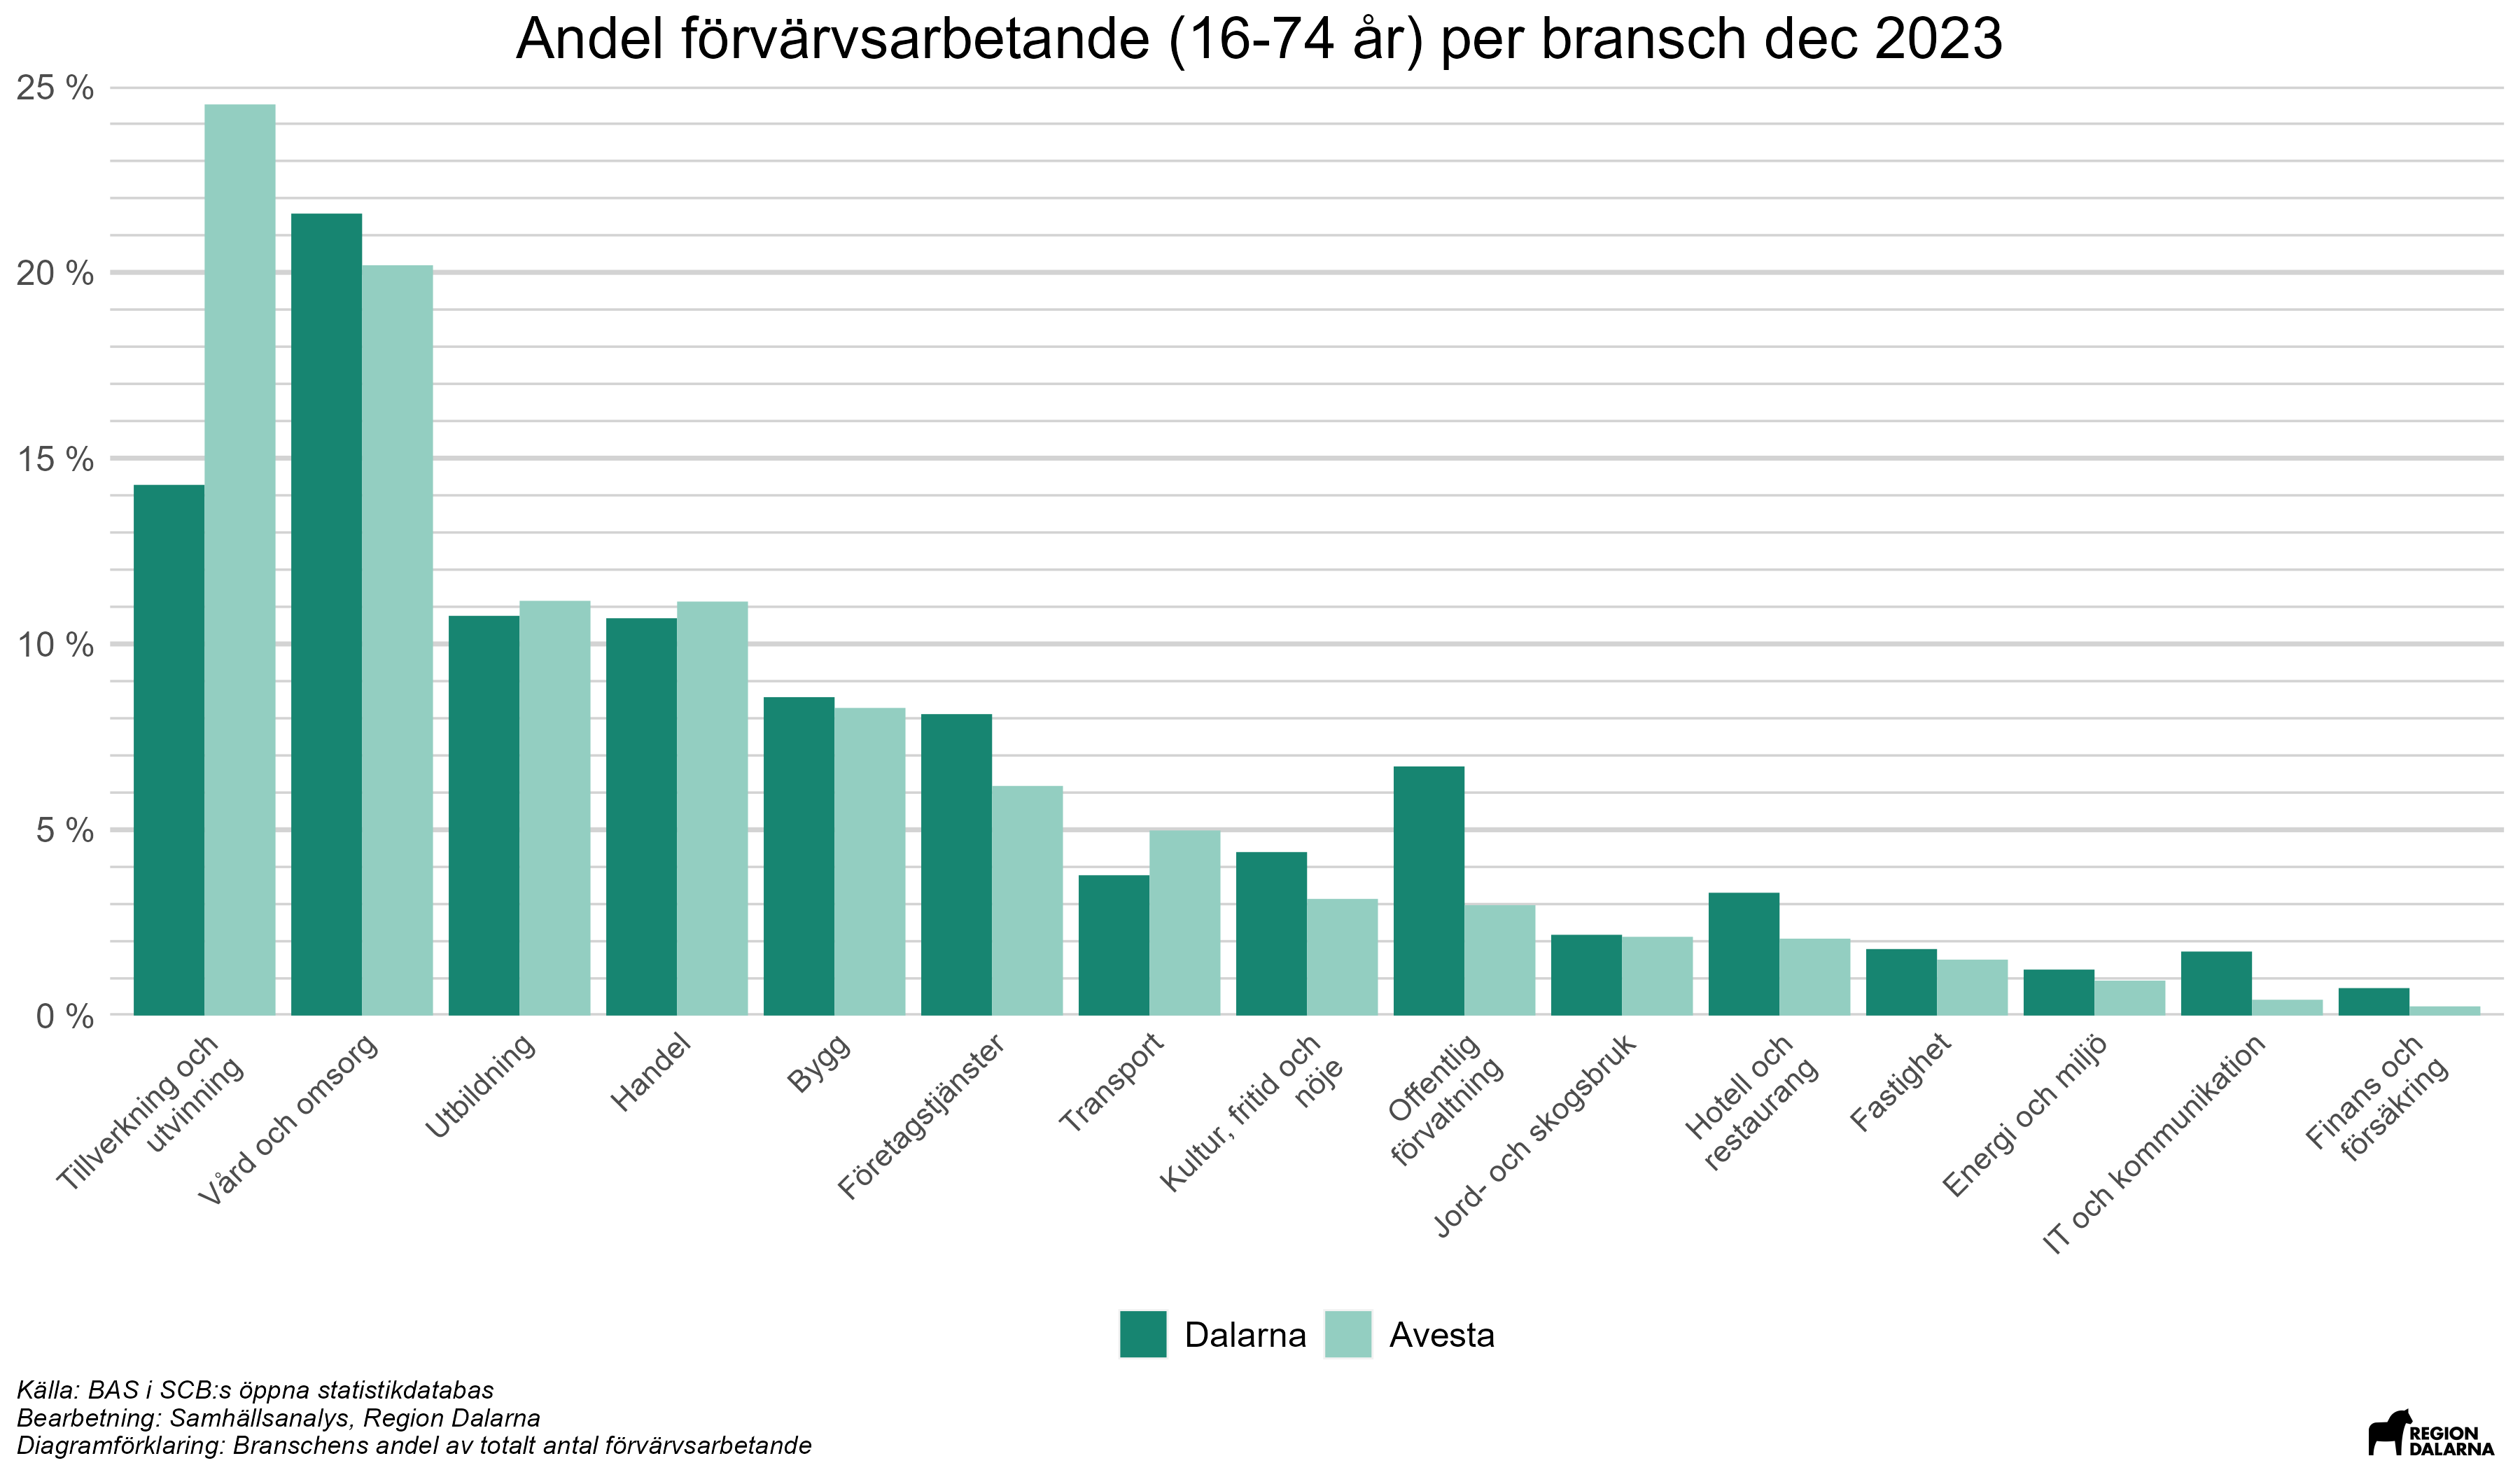 Andel förvärvsarbetande (16-74 år) per bransch dec 2023
25 %
20 %
15 %
10 %
5 %
0 %
Tillverkning och
utvinning
Vård och omsorg
Utbildning
Handel
Bygg
Företagstjänster
Transport
Kultur, fritid och
nöje
Offentlig
förvaltning
Jord- och skogsbruk
Hotell och
restaurang
Fastighet
Energi och miljö
IT och kommunikation
Finans och
försäkring
Dalarna
Avesta
Källa: BAS i SCB:s öppna statistikdatabas
Bearbetning: Samhällsanalys, Region Dalarna
Diagramförklaring: Branschens andel av totalt antal förvärvsarbetande
REGION
DALARNA